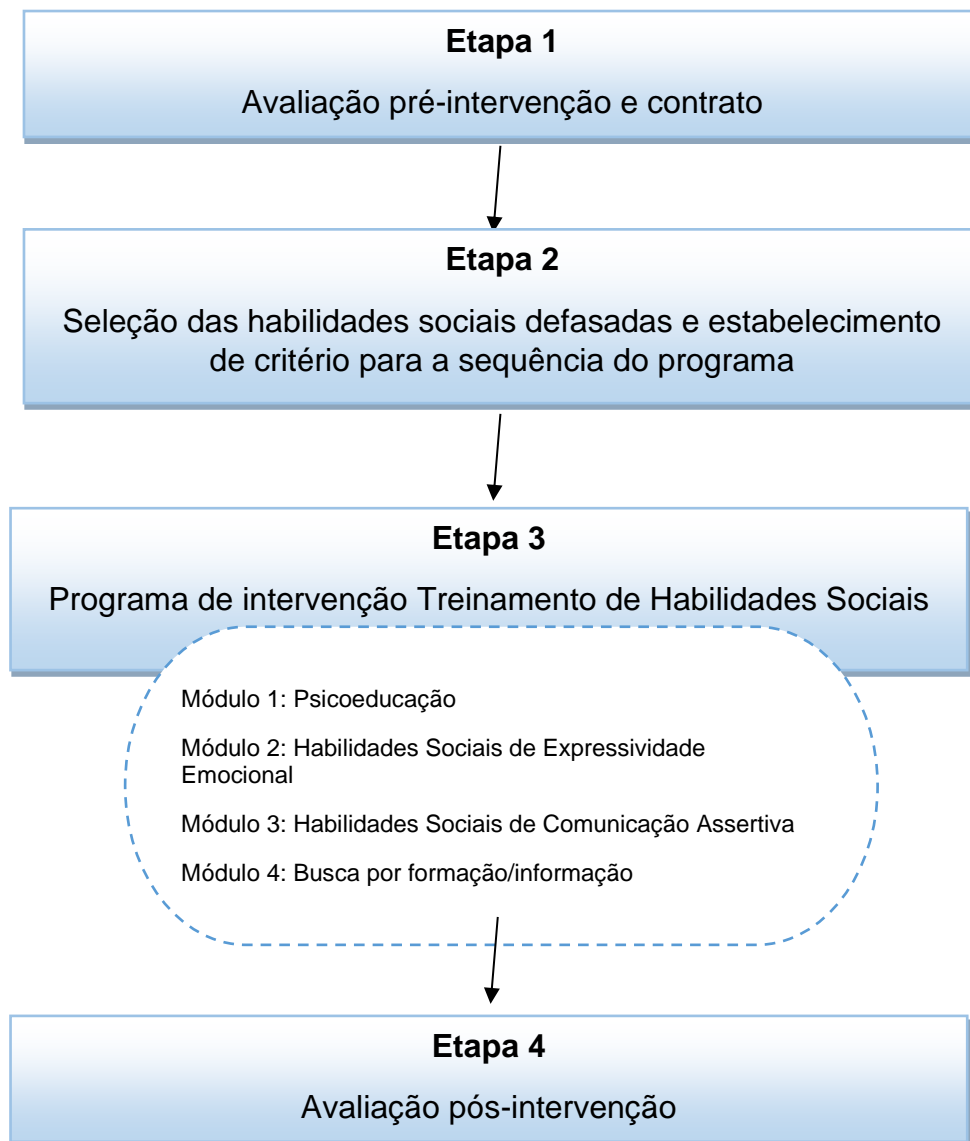 Etapa 1
Avaliação pré-intervenção e contrato
Etapa 2
Seleção das habilidades sociais defasadas e estabelecimento
de critério para a sequência do programa
Etapa 3
Programa de intervenção Treinamento de Habilidades Sociais
Módulo 1: Psicoeducação
Módulo 2: Habilidades Sociais de Expressividade
Emocional
Módulo 3: Habilidades Sociais de Comunicação Assertiva
Módulo 4: Busca por formação/informação
Etapa 4
Avaliação pós-intervenção